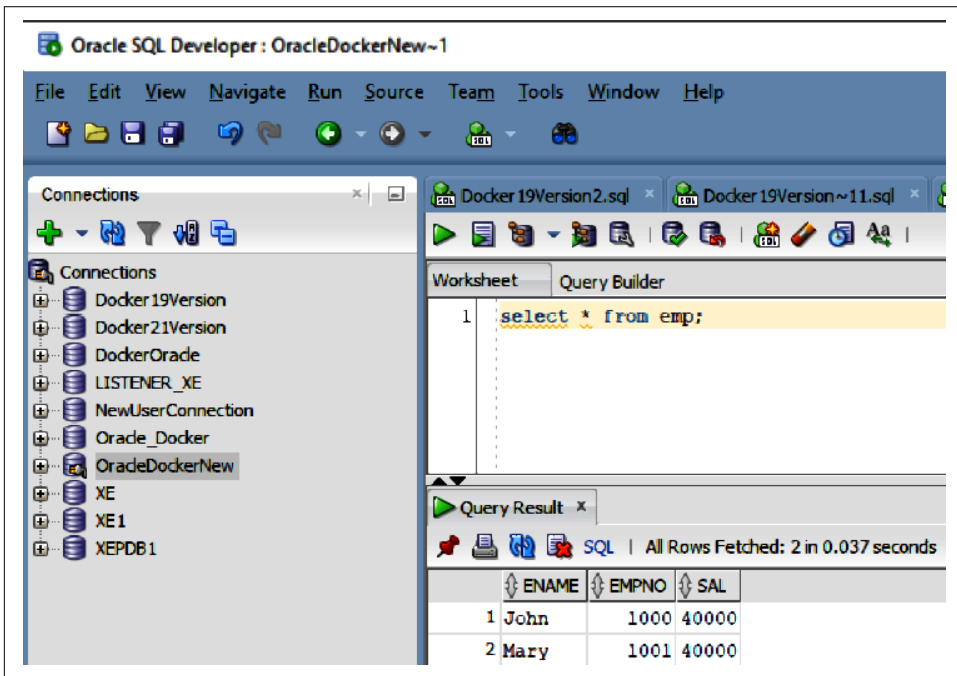 Oracle SQL Developer : OracleDockerNew~1
File Edit View Navigate Run Source Team Tools Window Help
Connections
Docker19Version2.sql
Docker19Version~11.sql
Connections
Docker19Version
Docker21Version
DockerOracle
LISTENER_XE
NewUserConnection
Oracle_Docker
OracleDockerNew
XE
XE1
XEPDB1
Worksheet Query Builder
1 select * from emp;
Query Result
SQL | All Rows Fetched: 2 in 0.037 seconds
ENAME EMPNO SAL
1 John 1000 40000
2 Mary 1001 40000